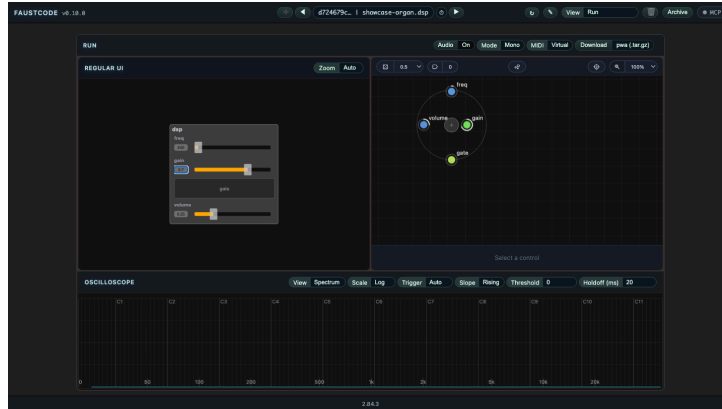 FAUSTCODE v0.10.0
d724679c… | showcase-organ.dsp
View Run
Archive
MCP
RUN
Audio On Mode Mono MIDI Virtual Download pwa (.tar.gz)
REGULAR UI
Zoom Auto
0.5
0
100%
dsp
freq
gain
gate
volume
freq
volume
gain
gate
Select a control
OSCILLOSCOPE
View Spectrum Scale Log Trigger Auto Slope Rising Threshold 0 Holdoff (ms) 20
C1 C2 C3 C4 C5 C6 C7 C8 C9 C10 C11
0 50 100 200 500 1k 2k 5k 10k 20k
2.84.3